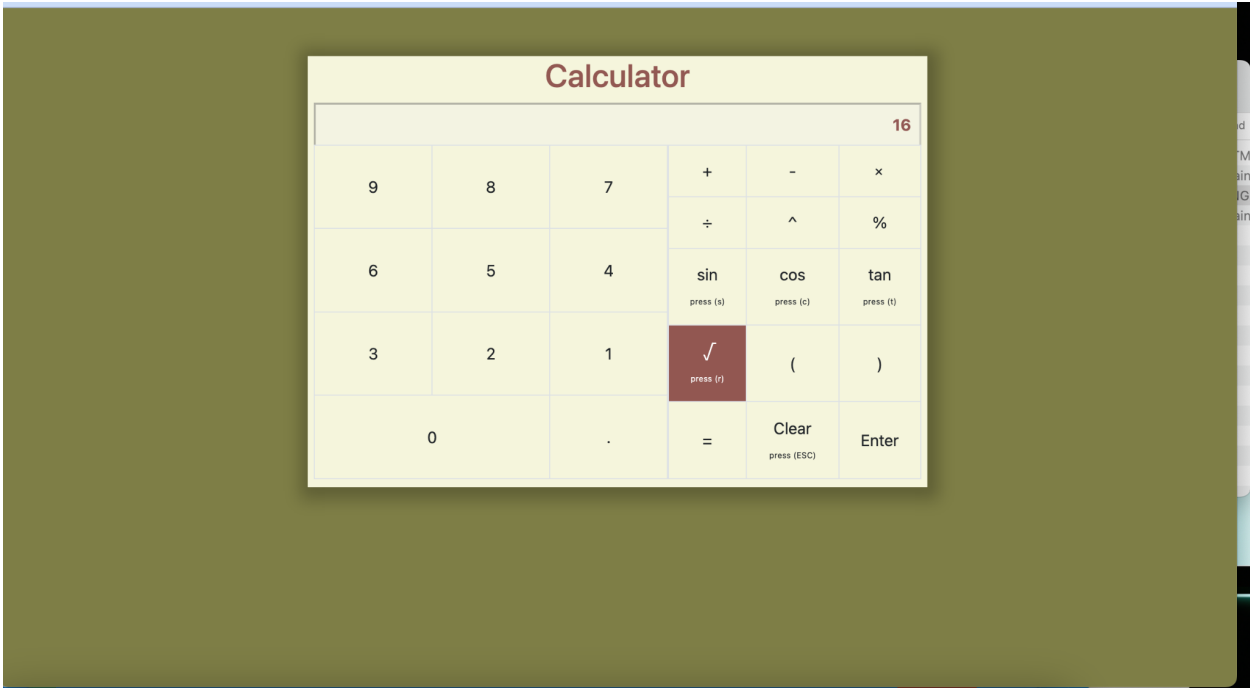 Calculator
16
9 8 7 + - ×
÷ ^ %
6 5 4 sin cos tan
press (s) press (c) press (t)
3 2 1 √ ( )
press (r)
0 . = Clear Enter
press (ESC)